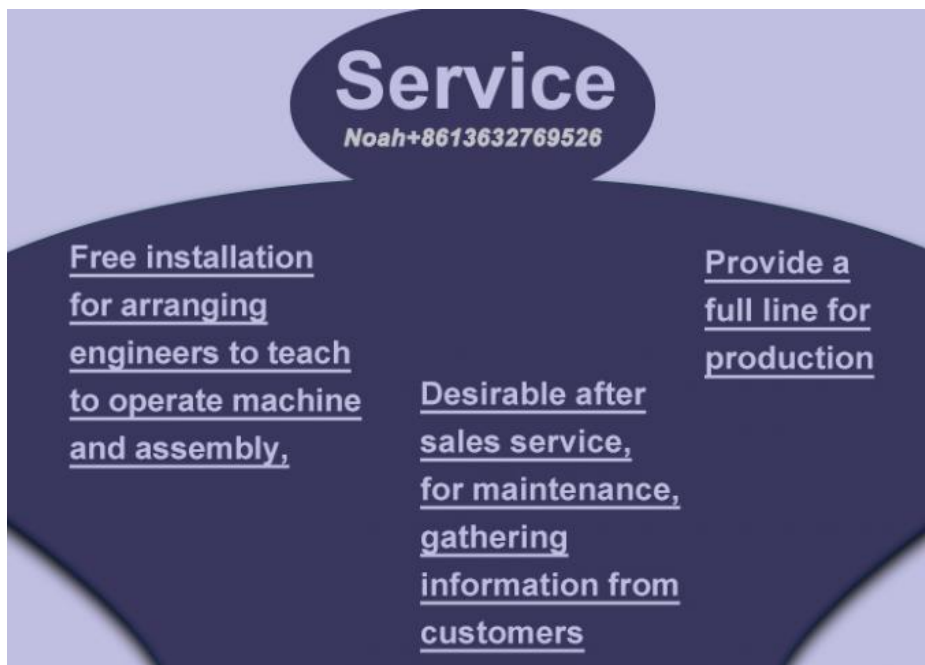 Service
Noah+8613632769526
Free installation
for arranging
engineers to teach
to operate machine
and assembly,
Desirable after
sales service,
for maintenance,
gathering
information from
customers
Provide a
full line for
production